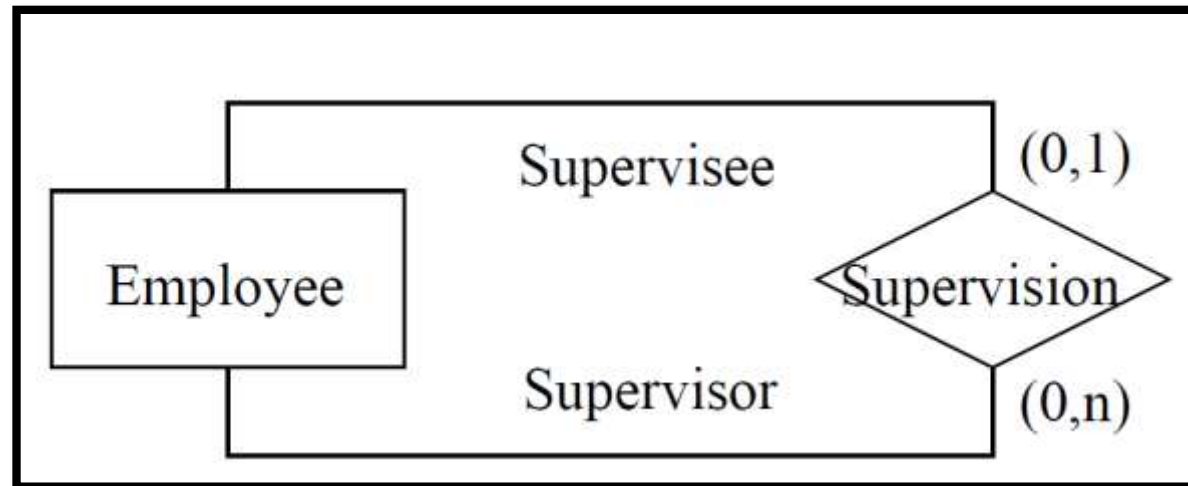 Supervisee
(0,1)
Employee
Supervision
Supervisor
(0,n)